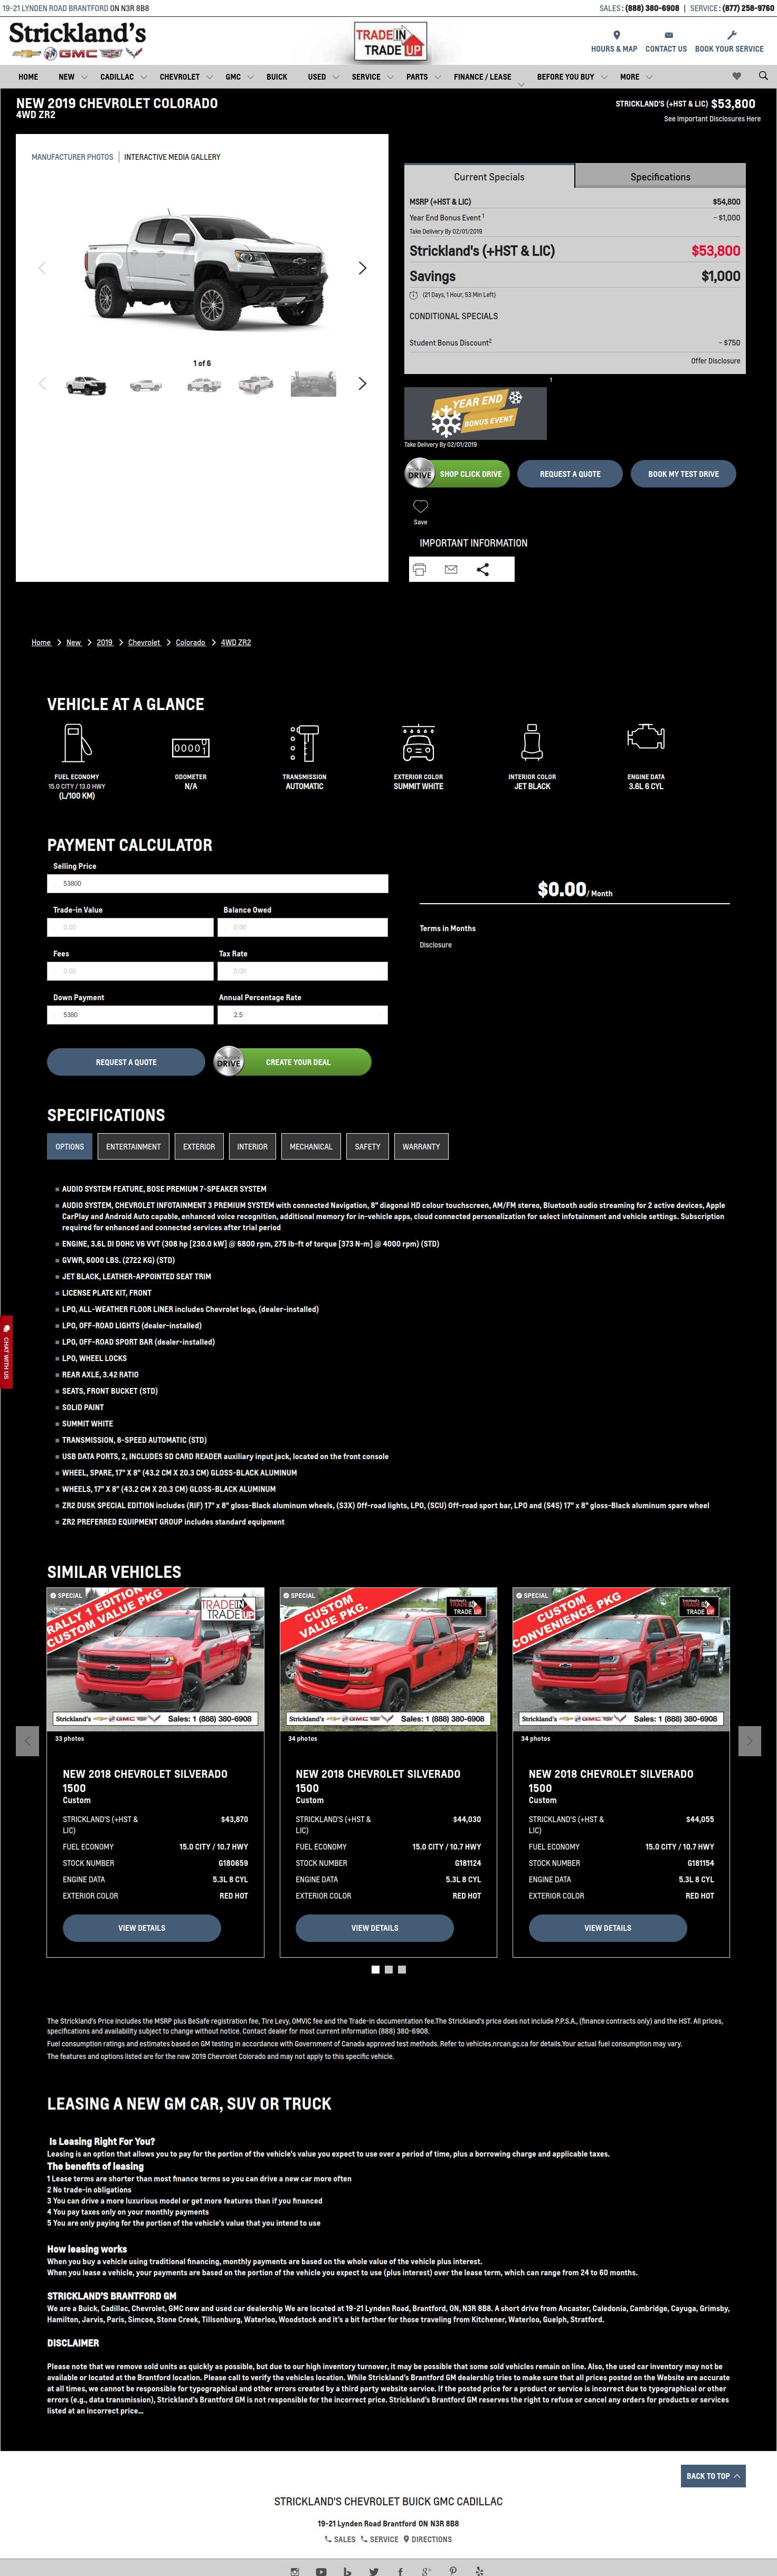 19-21 LYNDEN ROAD BRANTFORD ON N3R 8B8
SALES: (888) 380-6908 | SERVICE: (877) 258-9760
Strickland's
GMC
TRADE IN
TRADE UP
HOURS & MAP CONTACT US BOOK YOUR SERVICE
HOME NEW CADILLAC CHEVROLET GMC BUICK USED SERVICE PARTS FINANCE / LEASE BEFORE YOU BUY MORE
NEW 2019 CHEVROLET COLORADO
4WD ZR2
STRICKLAND'S (+HST & LIC) $53,800
See Important Disclosures Here
MANUFACTURER PHOTOS | INTERACTIVE MEDIA GALLERY
1 of 6
Current Specials Specifications
MSRP (+HST & LIC) $54,800
Year End Bonus Event 1 - $1,000
Take Delivery By 02/01/2019
Strickland's (+HST & LIC) $53,800
Savings $1,000
(21 Days, 1 Hour, 53 Min Left)
CONDITIONAL SPECIALS
Student Bonus Discount2 - $750
Offer Disclosure
1
YEAR END
BONUS EVENT
Take Delivery By 02/01/2019
DRIVE SHOP CLICK DRIVE REQUEST A QUOTE BOOK MY TEST DRIVE
Save
IMPORTANT INFORMATION
Home > New > 2019 > Chevrolet > Colorado > 4WD ZR2
VEHICLE AT A GLANCE
00001
FUEL ECONOMY
15.0 CITY / 13.0 HWY
(L/100 KM)
ODOMETER
N/A
TRANSMISSION
AUTOMATIC
EXTERIOR COLOR
SUMMIT WHITE
INTERIOR COLOR
JET BLACK
ENGINE DATA
3.6L 6 CYL
PAYMENT CALCULATOR
Selling Price
53800
Trade-in Value Balance Owed
0.00 0.00
Fees Tax Rate
0.00 0.00
Down Payment Annual Percentage Rate
5380 2.5
$0.00/ Month
Terms in Months
Disclosure
REQUEST A QUOTE DRIVE CREATE YOUR DEAL
SPECIFICATIONS
OPTIONS ENTERTAINMENT EXTERIOR INTERIOR MECHANICAL SAFETY WARRANTY
AUDIO SYSTEM FEATURE, BOSE PREMIUM 7-SPEAKER SYSTEM
AUDIO SYSTEM, CHEVROLET INFOTAINMENT 3 PREMIUM SYSTEM with connected Navigation, 8" diagonal HD colour touchscreen, AM/FM stereo, Bluetooth audio streaming for 2 active devices, Apple
CarPlay and Android Auto capable, enhanced voice recognition, additional memory for in-vehicle apps, cloud connected personalization for select infotainment and vehicle settings. Subscription
required for enhanced and connected services after trial period
ENGINE, 3.6L DI DOHC V6 VVT (308 hp [230.0 kW] @ 6800 rpm, 275 lb-ft of torque [373 N-m] @ 4000 rpm) (STD)
GVWR, 6000 LBS. (2722 KG) (STD)
JET BLACK, LEATHER-APPOINTED SEAT TRIM
LICENSE PLATE KIT, FRONT
LPO, ALL-WEATHER FLOOR LINER includes Chevrolet logo, (dealer-installed)
LPO, OFF-ROAD LIGHTS (dealer-installed)
LPO, OFF-ROAD SPORT BAR (dealer-installed)
LPO, WHEEL LOCKS
REAR AXLE, 3.42 RATIO
SEATS, FRONT BUCKET (STD)
SOLID PAINT
SUMMIT WHITE
TRANSMISSION, 8-SPEED AUTOMATIC (STD)
USB DATA PORTS, 2, INCLUDES SD CARD READER auxiliary input jack, located on the front console
WHEEL, SPARE, 17" X 8" (43.2 CM X 20.3 CM) GLOSS-BLACK ALUMINUM
WHEELS, 17" X 8" (43.2 CM X 20.3 CM) GLOSS-BLACK ALUMINUM
ZR2 DUSK SPECIAL EDITION includes (RIF) 17" x 8" gloss-Black aluminum wheels, (S3X) Off-road lights, LPO, (SCU) Off-road sport bar, LPO and (S4S) 17" x 8" gloss-Black aluminum spare wheel
ZR2 PREFERRED EQUIPMENT GROUP includes standard equipment
CHAT WITH US
SIMILAR VEHICLES
SPECIAL
RALLY 1 EDITION
CUSTOM VALUE PKG
TRADE IN
TRADE UP
Strickland's GMC Sales: 1 (888) 380-6908
33 photos
NEW 2018 CHEVROLET SILVERADO
1500
Custom
STRICKLAND'S (+HST & LIC) $43,870
FUEL ECONOMY 15.0 CITY / 10.7 HWY
STOCK NUMBER G180659
ENGINE DATA 5.3L 8 CYL
EXTERIOR COLOR RED HOT
VIEW DETAILS
SPECIAL
CUSTOM
VALUE PKG.
TRADE IN
TRADE UP
Strickland's GMC Sales: 1 (888) 380-6908
34 photos
NEW 2018 CHEVROLET SILVERADO
1500
Custom
STRICKLAND'S (+HST & LIC) $44,030
FUEL ECONOMY 15.0 CITY / 10.7 HWY
STOCK NUMBER G181124
ENGINE DATA 5.3L 8 CYL
EXTERIOR COLOR RED HOT
VIEW DETAILS
SPECIAL
CUSTOM
CONVENIENCE PKG
TRADE IN
TRADE UP
Strickland's GMC Sales: 1 (888) 380-6908
34 photos
NEW 2018 CHEVROLET SILVERADO
1500
Custom
STRICKLAND'S (+HST & LIC) $44,055
FUEL ECONOMY 15.0 CITY / 10.7 HWY
STOCK NUMBER G181154
ENGINE DATA 5.3L 8 CYL
EXTERIOR COLOR RED HOT
VIEW DETAILS
The Strickland's Price includes the MSRP plus BeSafe registration fee, Tire Levy, OMVIC fee and the Trade-in documentation fee.The Strickland's price does not include P.P.S.A., (finance contracts only) and the HST. All prices,
specifications and availability subject to change without notice. Contact dealer for most current information (888) 380-6908.
Fuel consumption ratings and estimates based on GM testing in accordance with Government of Canada approved test methods. Refer to vehicles.nrcan.gc.ca for details.Your actual fuel consumption may vary.
The features and options listed are for the new 2019 Chevrolet Colorado and may not apply to this specific vehicle.
LEASING A NEW GM CAR, SUV OR TRUCK
Is Leasing Right For You?
Leasing is an option that allows you to pay for the portion of the vehicle's value you expect to use over a period of time, plus a borrowing charge and applicable taxes.
The benefits of leasing
1 Lease terms are shorter than most finance terms so you can drive a new car more often
2 No trade-in obligations
3 You can drive a more luxurious model or get more features than if you financed
4 You pay taxes only on your monthly payments
5 You are only paying for the portion of the vehicle's value that you intend to use
How leasing works
When you buy a vehicle using traditional financing, monthly payments are based on the whole value of the vehicle plus interest.
When you lease a vehicle, your payments are based on the portion of the vehicle you expect to use (plus interest) over the lease term, which can range from 24 to 60 months.
STRICKLAND'S BRANTFORD GM
We are a Buick, Cadillac, Chevrolet, GMC new and used car dealership We are located at 19-21 Lynden Road, Brantford, ON, N3R 8B8. A short drive from Ancaster, Caledonia, Cambridge, Cayuga, Grimsby,
Hamilton, Jarvis, Paris, Simcoe, Stone Creek, Tillsonburg, Waterloo, Woodstock and it's a bit farther for those traveling from Kitchener, Waterloo, Guelph, Stratford.
DISCLAIMER
Please note that we remove sold units as quickly as possible, but due to our high inventory turnover, it may be possible that some sold vehicles remain on line. Also, the used car inventory may not be
available or located at the Brantford location. Please call to verify the vehicles location. While Strickland's Brantford GM dealership tries to make sure that all prices posted on the Website are accurate
at all times, we cannot be responsible for typographical and other errors created by a third party website service. If the posted price for a product or service is incorrect due to typographical or other
errors (e.g., data transmission), Strickland's Brantford GM is not responsible for the incorrect price. Strickland's Brantford GM reserves the right to refuse or cancel any orders for products or services
listed at an incorrect price...
BACK TO TOP
STRICKLAND'S CHEVROLET BUICK GMC CADILLAC
19-21 Lynden Road Brantford ON N3R 8B8
SALES SERVICE DIRECTIONS